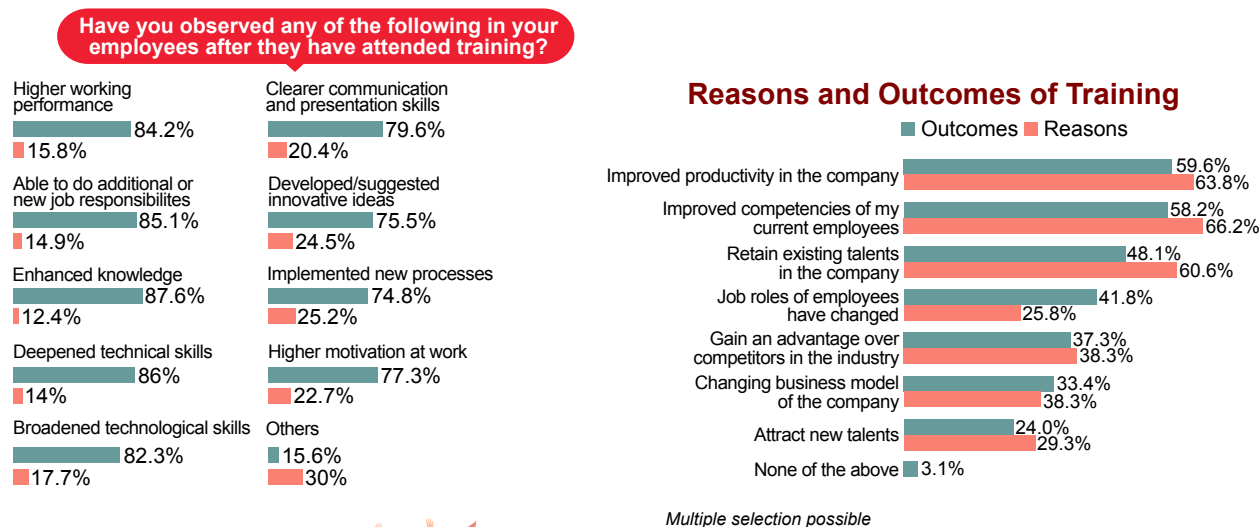 Have you observed any of the following in your
employees after they have attended training?
Higher working
performance
84.2%
15.8%
Able to do additional or
new job responsibilites
85.1%
14.9%
Enhanced knowledge
87.6%
12.4%
Deepened technical skills
86%
14%
Broadened technological skills
82.3%
17.7%
Clearer communication
and presentation skills
79.6%
20.4%
Developed/suggested
innovative ideas
75.5%
24.5%
Implemented new processes
74.8%
25.2%
Higher motivation at work
77.3%
22.7%
Others
15.6%
30%
Reasons and Outcomes of Training
Outcomes Reasons
Improved productivity in the company
59.6%
63.8%
Improved competencies of my
current employees
58.2%
66.2%
Retain existing talents
in the company
48.1%
60.6%
Job roles of employees
have changed
41.8%
25.8%
Gain an advantage over
competitors in the industry
37.3%
38.3%
Changing business model
of the company
33.4%
38.3%
Attract new talents
24.0%
29.3%
None of the above
3.1%
Multiple selection possible